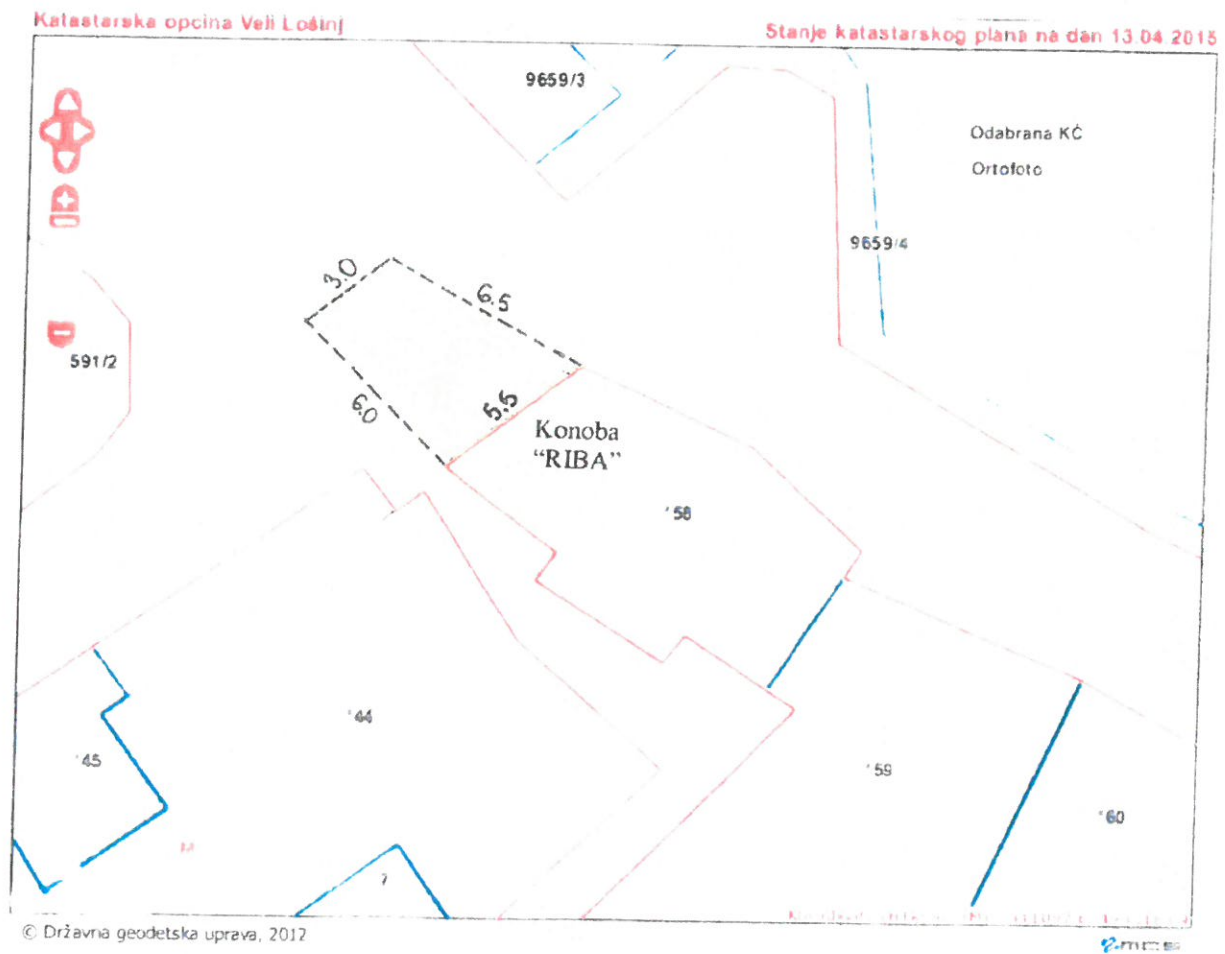 Katastarska opcina Veli Lošinj
Stanje katastarskog plana na dan 13.04.2015
9659/3
Odabrana KČ
Ortofoto
9659/4
3.0
6.5
591/2
6.0
5.5
Konoba
“RIBA”
*58
*44
*45
*59
*60
7
© Državna geodetska uprava, 2012